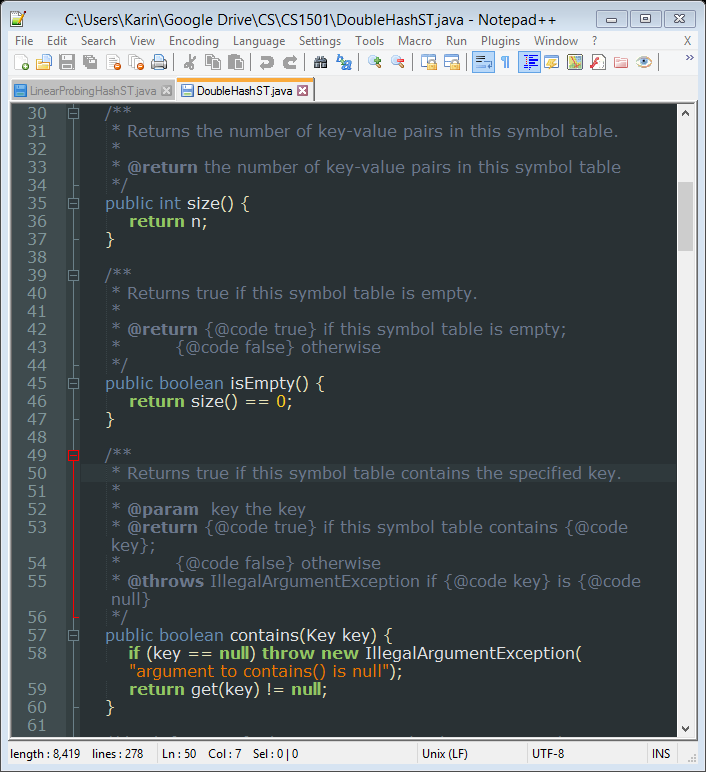 C:\Users\Karin\Google Drive\CS\CS1501\DoubleHashST.java - Notepad++
File Edit Search View Encoding Language Settings Tools Macro Run Plugins Window ? X
LinearProbingHashST.java DoubleHashST.java
30 /**
31 * Returns the number of key-value pairs in this symbol table.
32 *
33 * @return the number of key-value pairs in this symbol table
34 */
35 public int size() {
36 return n;
37 }
38
39 /**
40 * Returns true if this symbol table is empty.
41 *
42 * @return {@code true} if this symbol table is empty;
43 * {@code false} otherwise
44 */
45 public boolean isEmpty() {
46 return size() == 0;
47 }
48
49 /**
50 * Returns true if this symbol table contains the specified key.
51 *
52 * @param key the key
53 * @return {@code true} if this symbol table contains {@code
key};
54 * {@code false} otherwise
55 * @throws IllegalArgumentException if {@code key} is {@code
null}
56 */
57 public boolean contains(Key key) {
58 if (key == null) throw new IllegalArgumentException(
"argument to contains() is null");
59 return get(key) != null;
60 }
61
length : 8,419 lines : 278 Ln : 50 Col : 7 Sel : 0 | 0 Unix (LF) UTF-8 INS